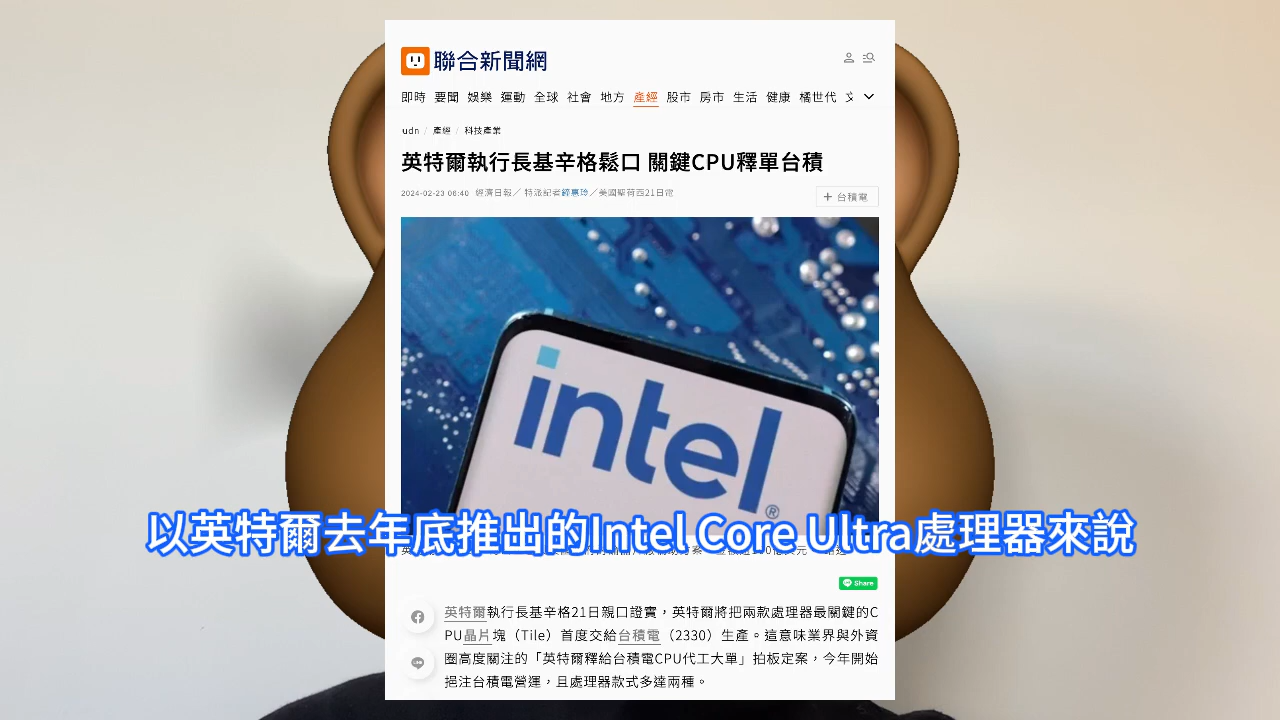 聯合新聞網
即時 要聞 娛樂 運動 全球 社會 地方 產經 股市 房市 生活 健康 橘世代
udn / 產經 / 科技產業
英特爾執行長基辛格鬆口 關鍵CPU釋單台積
2024-02-23 06:40 經濟日報／ 特派記者鐘惠玲／美國聖荷西21日電
+ 台積電
intel®
以英特爾去年底推出的Intel Core Ultra處理器來說
Share
英特爾執行長基辛格21日親口證實，英特爾將把兩款處理器最關鍵的C
PU晶片塊（Tile）首度交給台積電（2330）生產。這意味業界與外資
圈高度關注的「英特爾釋給台積電CPU代工大單」拍板定案，今年開始
挹注台積電營運，且處理器款式多達兩種。